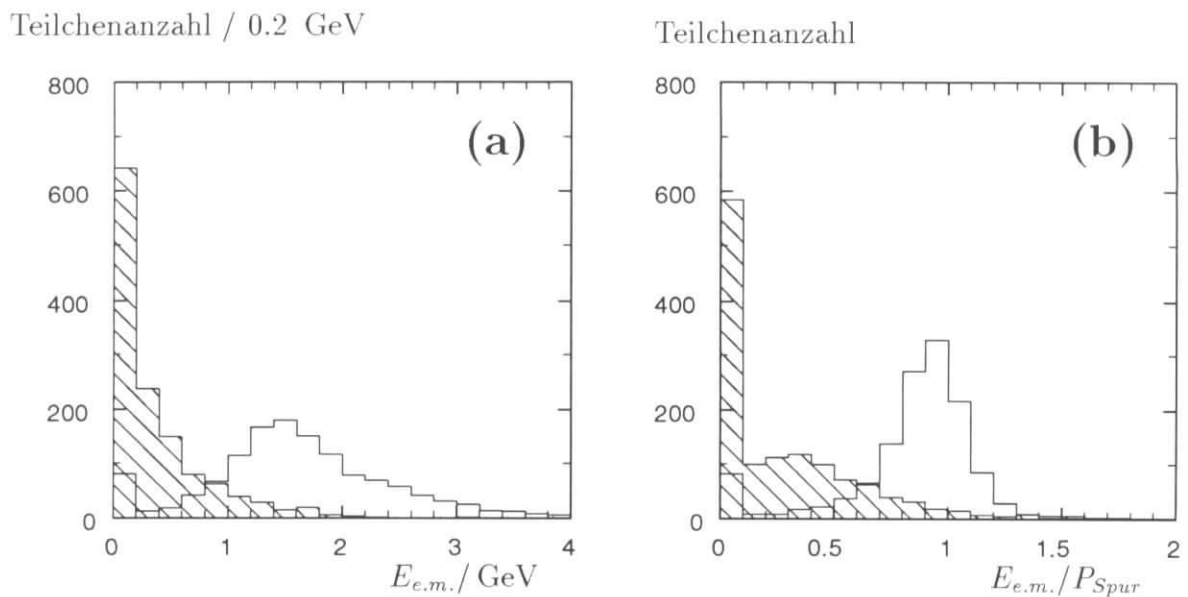 Teilchenanzahl / 0.2 GeV
800
600
400
200
0
(a)
0 1 2 3 4
E_{e.m.} / GeV
Teilchenanzahl
800
600
400
200
0
(b)
0 0.5 1 1.5 2
E_{e.m.} / P_{Spur}